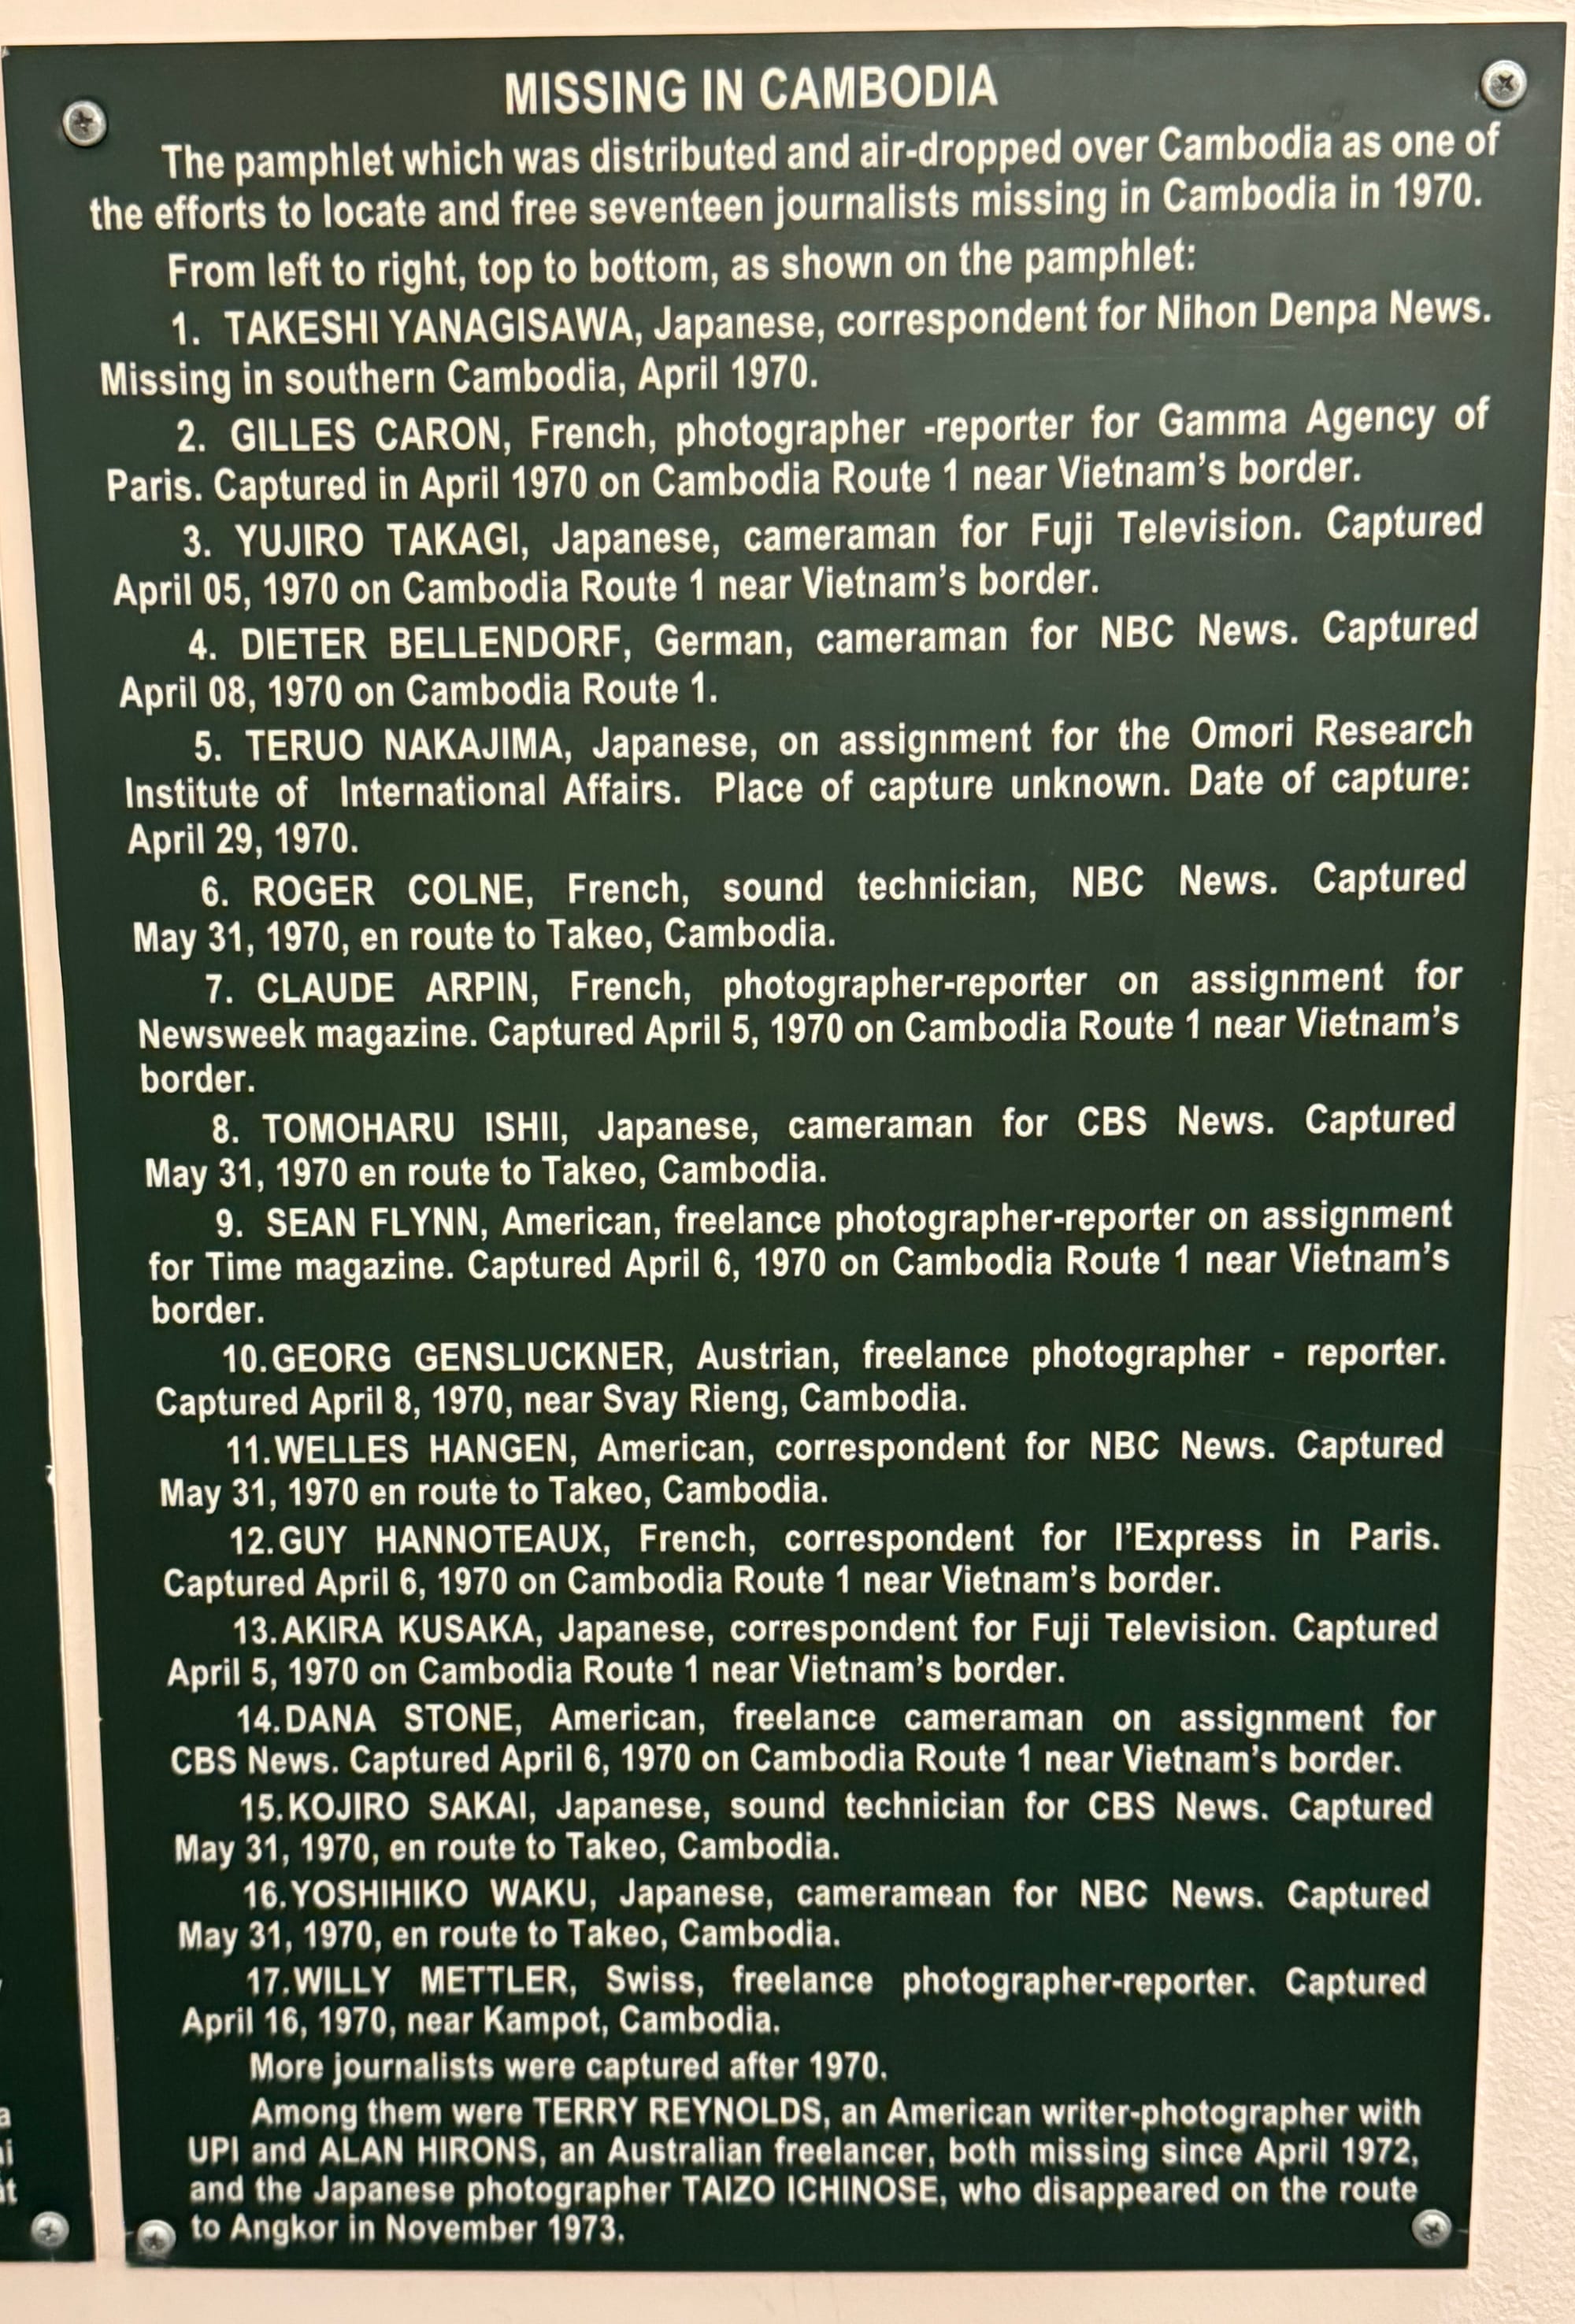 MISSING IN CAMBODIA
The pamphlet which was distributed and air-dropped over Cambodia as one of
the efforts to locate and free seventeen journalists missing in Cambodia in 1970.
From left to right, top to bottom, as shown on the pamphlet:
1. TAKESHI YANAGISAWA, Japanese, correspondent for Nihon Denpa News.
Missing in southern Cambodia, April 1970.
2. GILLES CARON, French, photographer -reporter for Gamma Agency of
Paris. Captured in April 1970 on Cambodia Route 1 near Vietnam's border.
3. YUJIRO TAKAGI, Japanese, cameraman for Fuji Television. Captured
April 05, 1970 on Cambodia Route 1 near Vietnam's border.
4. DIETER BELLENDORF, German, cameraman for NBC News. Captured
April 08, 1970 on Cambodia Route 1.
5. TERUO NAKAJIMA, Japanese, on assignment for the Omori Research
Institute of International Affairs. Place of capture unknown. Date of capture:
April 29, 1970.
6. ROGER COLNE, French, sound technician, NBC News. Captured
May 31, 1970, en route to Takeo, Cambodia.
7. CLAUDE ARPIN, French, photographer-reporter on assignment for
Newsweek magazine. Captured April 5, 1970 on Cambodia Route 1 near Vietnam's
border.
8. TOMOHARU ISHII, Japanese, cameraman for CBS News. Captured
May 31, 1970 en route to Takeo, Cambodia.
9. SEAN FLYNN, American, freelance photographer-reporter on assignment
for Time magazine. Captured April 6, 1970 on Cambodia Route 1 near Vietnam's
border.
10.GEORG GENSLUCKNER, Austrian, freelance photographer - reporter.
Captured April 8, 1970, near Svay Rieng, Cambodia.
11.WELLES HANGEN, American, correspondent for NBC News. Captured
May 31, 1970 en route to Takeo, Cambodia.
12.GUY HANNOTEAUX, French, correspondent for l'Express in Paris.
Captured April 6, 1970 on Cambodia Route 1 near Vietnam's border.
13.AKIRA KUSAKA, Japanese, correspondent for Fuji Television. Captured
April 5, 1970 on Cambodia Route 1 near Vietnam's border.
14.DANA STONE, American, freelance cameraman on assignment for
CBS News. Captured April 6, 1970 on Cambodia Route 1 near Vietnam's border.
15.KOJIRO SAKAI, Japanese, sound technician for CBS News. Captured
May 31, 1970, en route to Takeo, Cambodia.
16.YOSHIHIKO WAKU, Japanese, cameramean for NBC News. Captured
May 31, 1970, en route to Takeo, Cambodia.
17.WILLY METTLER, Swiss, freelance photographer-reporter. Captured
April 16, 1970, near Kampot, Cambodia.
More journalists were captured after 1970.
Among them were TERRY REYNOLDS, an American writer-photographer with
UPI and ALAN HIRONS, an Australian freelancer, both missing since April 1972,
and the Japanese photographer TAIZO ICHINOSE, who disappeared on the route
to Angkor in November 1973.